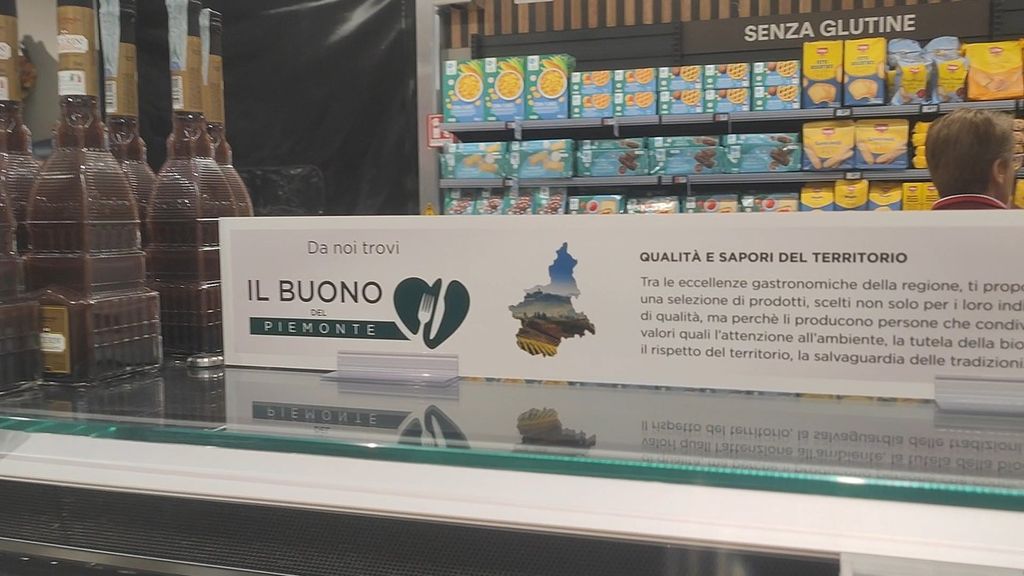 SENZA GLUTINE
Da noi trovi
IL BUONO
DEL
PIEMONTE
QUALITÀ E SAPORI DEL TERRITORIO
Tra le eccellenze gastronomiche della regione, ti propo
una selezione di prodotti, scelti non solo per i loro ind
di qualità, ma perchè li producono persone che condiv
valori quali l'attenzione all'ambiente, la tutela della bio
il rispetto del territorio, la salvaguardia delle tradizioni